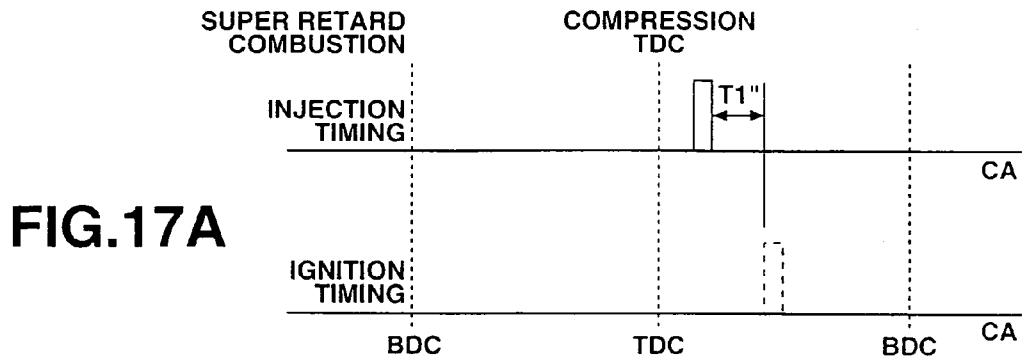 SUPER RETARD
COMBUSTION
COMPRESSION
TDC
INJECTION
TIMING
T1"
CA
FIG.17A
IGNITION
TIMING
CA
BDC
TDC
BDC